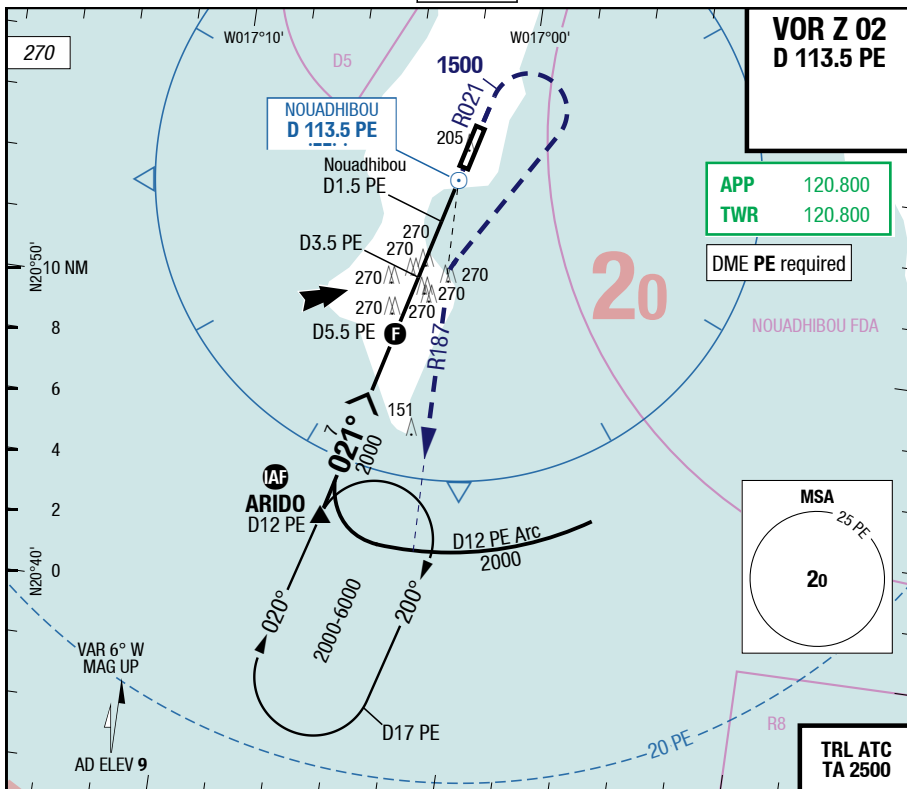 VOR Z 02
D 113.5 PE
270
W017°10'
W017°00'
D5
1500
R021
NOUADHIBOU
D 113.5 PE
205
Nouadhibou
D1.5 PE
APP 120.800
TWR 120.800
D3.5 PE
DME PE required
N20°50'
10 NM
270
270
270
270
270
270
270
20
D5.5 PE
F
NOUADHIBOU FDA
8
R187
6
151
4
7
021°
2000
IAF
ARIDO
D12 PE
2
D12 PE Arc
2000
MSA
25 PE
20
N20°40'
0
020°
2000-6000
200°
VAR 6° W
MAG UP
D17 PE
R8
20 PE
AD ELEV 9
TRL ATC
TA 2500